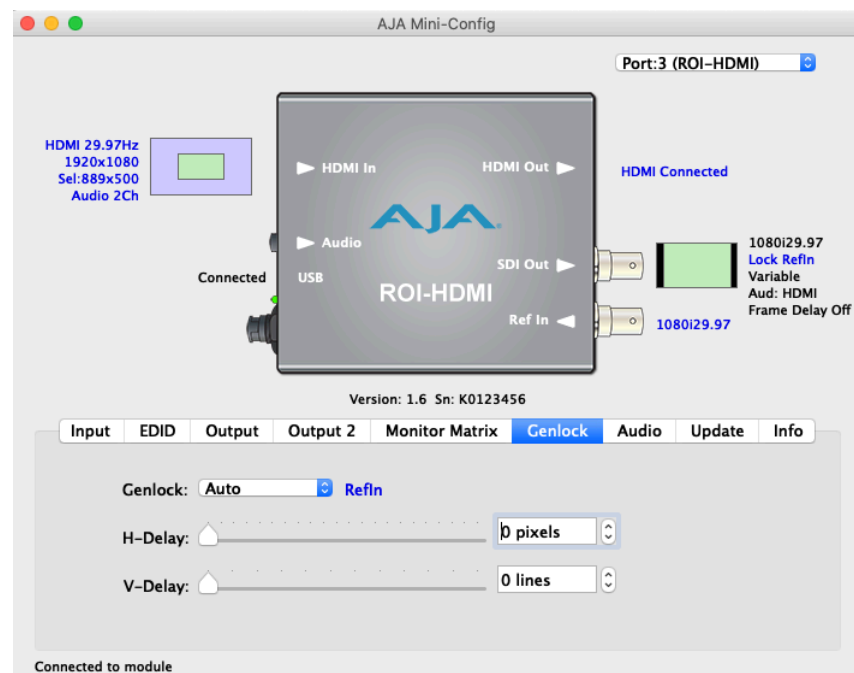 AJA Mini-Config
Port:3 (ROI-HDMI)
HDMI 29.97Hz
1920x1080
Sel:889x500
Audio 2Ch
HDMI In
HDMI Out
HDMI Connected
AJA
Audio
USB
Connected
ROI-HDMI
SDI Out
Ref In
1080i29.97
1080i29.97
Lock RefIn
Variable
Aud: HDMI
Frame Delay Off
Version: 1.6 Sn: K0123456
Input EDID Output Output 2 Monitor Matrix Genlock Audio Update Info
Genlock: Auto RefIn
H-Delay: 0 pixels
V-Delay: 0 lines
Connected to module